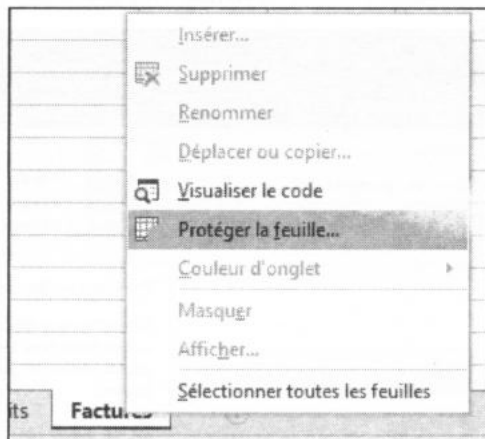 Insérer...
Supprimer
Renommer
Déplacer ou copier...
Visualiser le code
Protéger la feuille...
Couleur d'onglet
Masquer
Afficher...
Sélectionner toutes les feuilles
its Factures